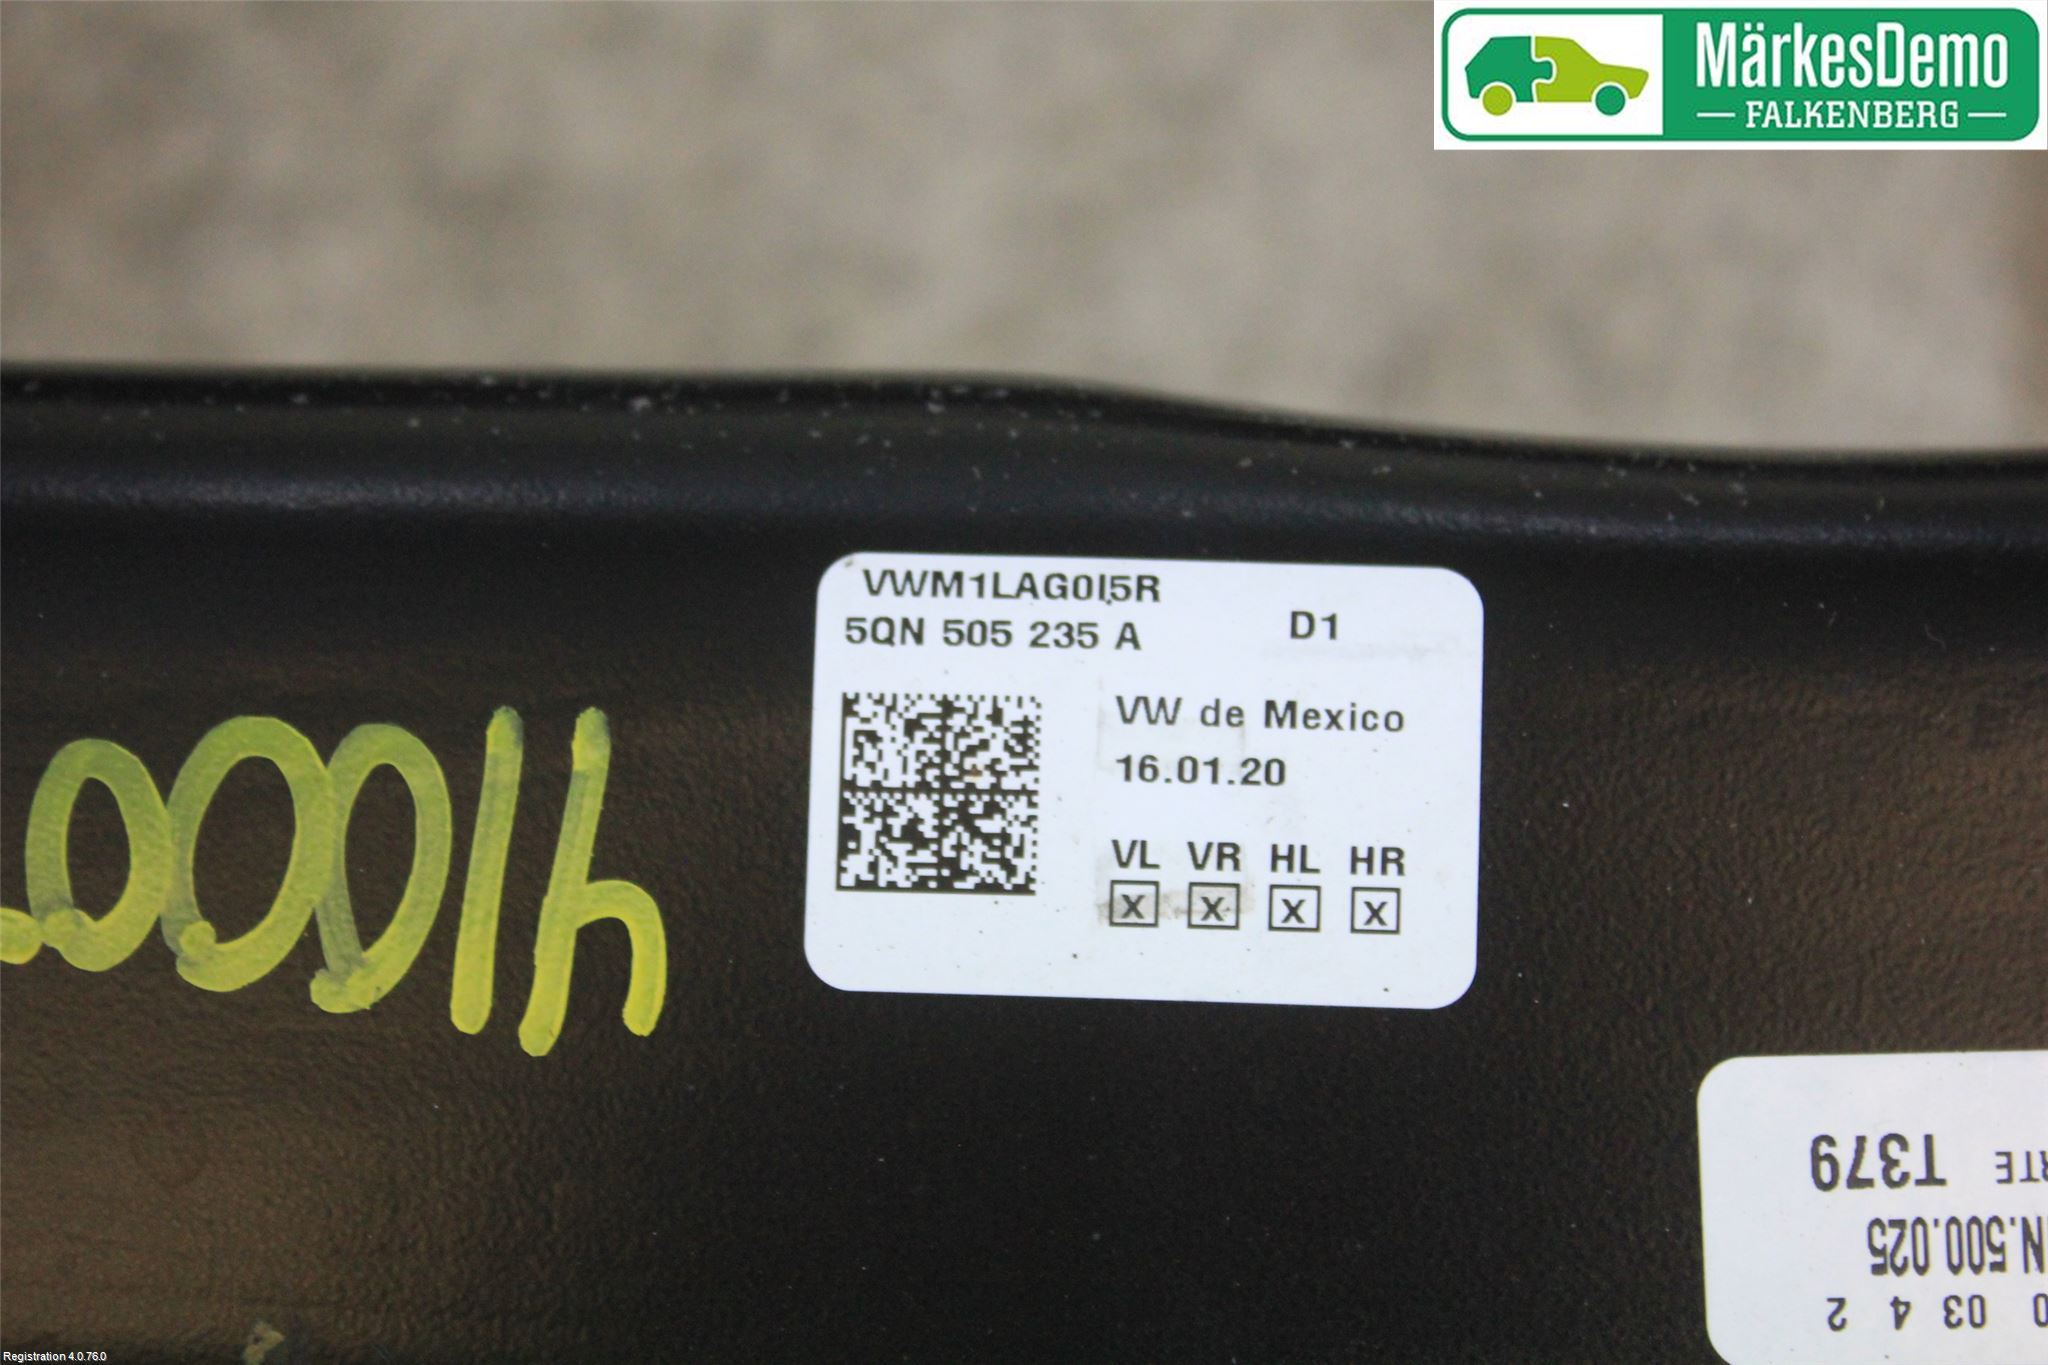 MärkesDemo
FALKENBERG
VWM1LAG0I5R
5QN 505 235 A
D1
VW de Mexico
16.01.20
VL VR HL HR
X X X X
RTE T379
N.500.025
0 03 4 2
Registration 4.0.76.0